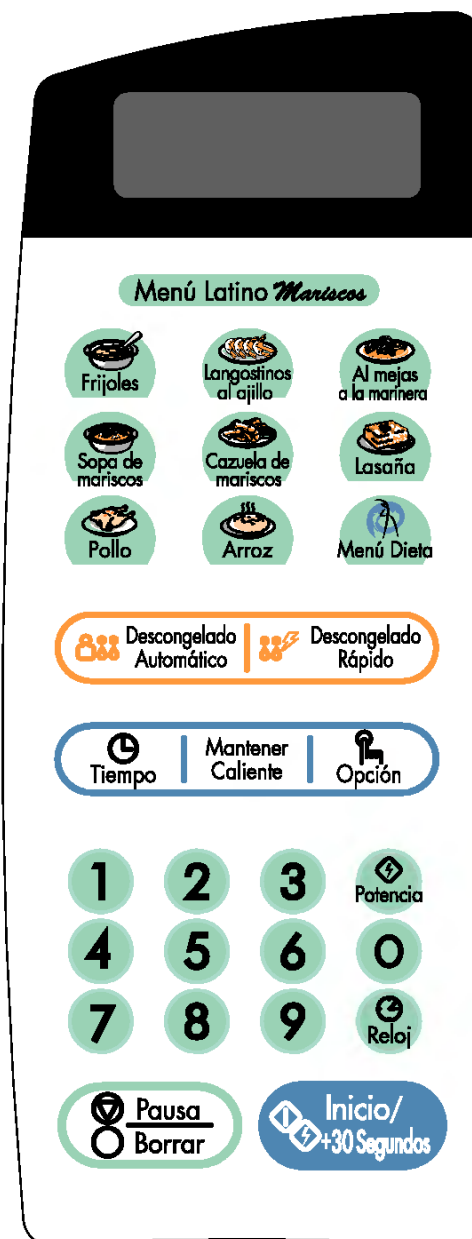 Menú Latino Mariscos
Frijoles
Langostinos
al ajillo
Al mejas
a la marinera
Sopa de
mariscos
Cazuela de
mariscos
Lasaña
Pollo
Arroz
Menú Dieta
Descongelado
Automático
Descongelado
Rápido
Tiempo
Mantener
Caliente
Opción
1 2 3 Potencia
4 5 6 0
7 8 9 Reloj
Pausa
Borrar
Inicio/
+30 Segundos